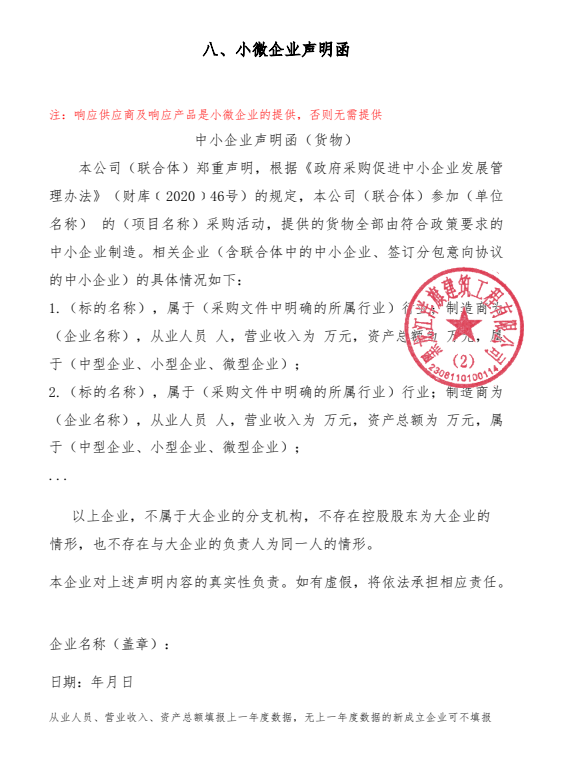 八、小微企业声明函
注：响应供应商及响应产品是小微企业的提供，否则无需提供
中小企业声明函（货物）
本公司（联合体）郑重声明，根据《政府采购促进中小企业发展管
理办法》（财库﹝2020﹞46号）的规定，本公司（联合体）参加（单位
名称） 的（项目名称）采购活动，提供的货物全部由符合政策要求的
中小企业制造。相关企业（含联合体中的中小企业、签订分包意向协议
的中小企业）的具体情况如下：
1.（标的名称），属于（采购文件中明确的所属行业）行业；制造商为
（企业名称），从业人员 人，营业收入为 万元，资产总额为 万元，属
于（中型企业、小型企业、微型企业）；
2.（标的名称），属于（采购文件中明确的所属行业）行业；制造商为
（企业名称），从业人员 人，营业收入为 万元，资产总额为 万元，属
于（中型企业、小型企业、微型企业）；
...
以上企业，不属于大企业的分支机构，不存在控股股东为大企业的
情形，也不存在与大企业的负责人为同一人的情形。
本企业对上述声明内容的真实性负责。如有虚假，将依法承担相应责任。
企业名称（盖章）：
日期：年月日
从业人员、营业收入、资产总额填报上一年度数据，无上一年度数据的新成立企业可不填报
建筑工程有限公司
（2）
2308110100114